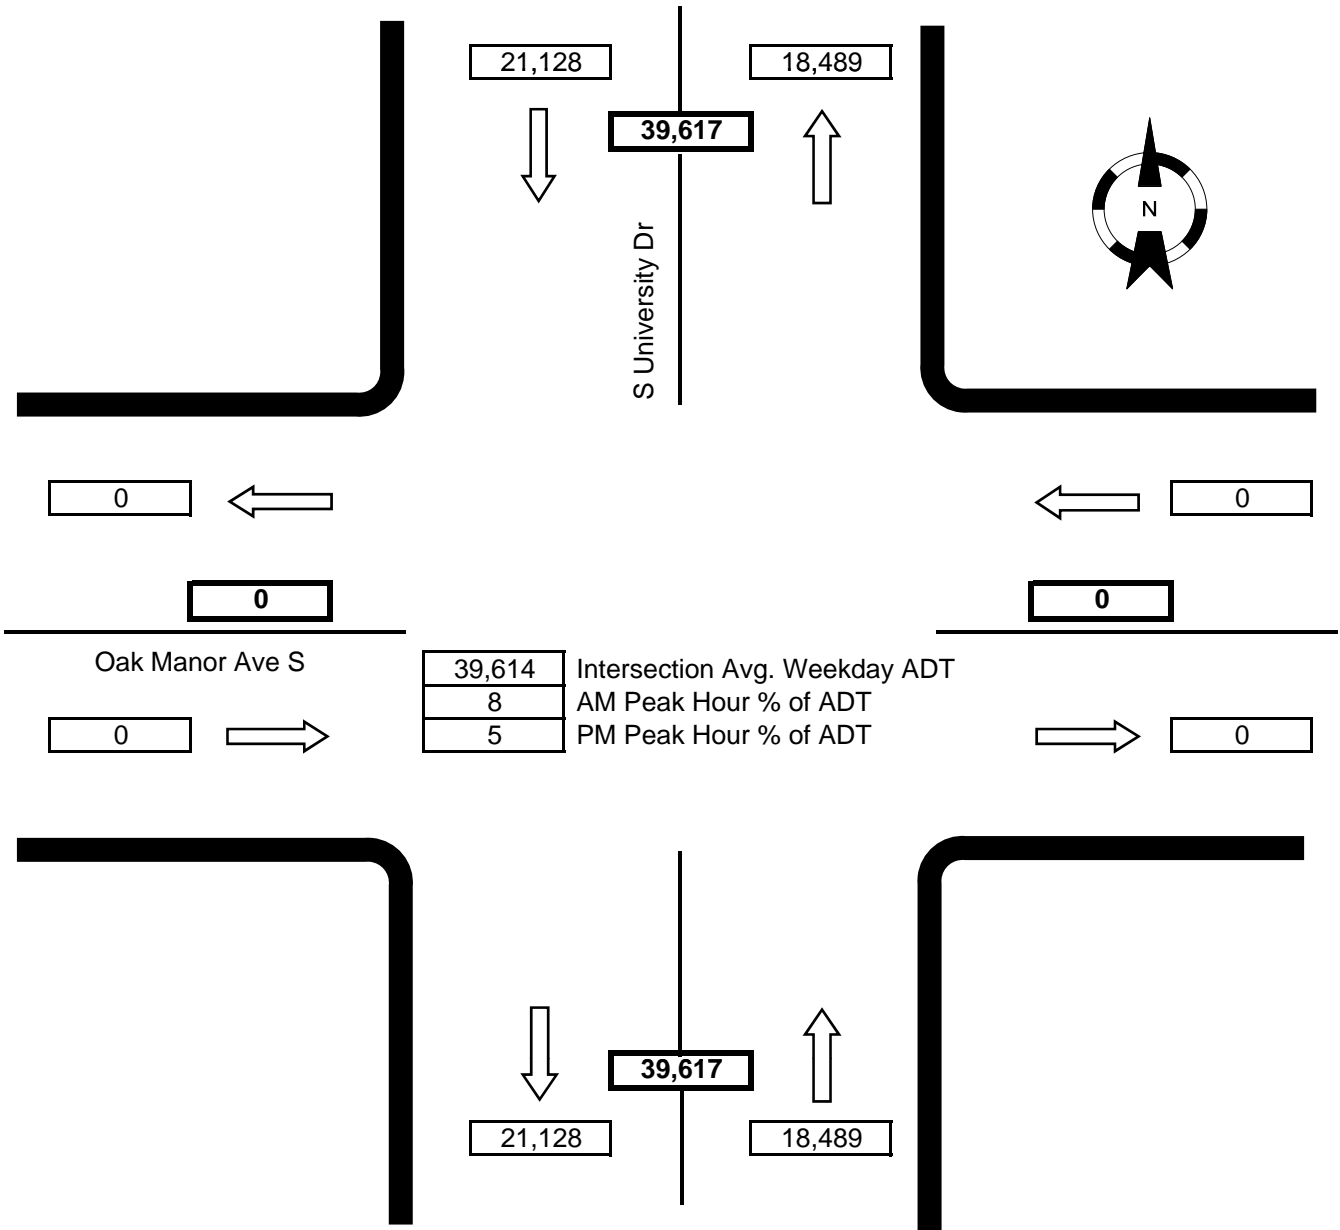 21,128
18,489
39,617
S University Dr
N
0
0
0
0
Oak Manor Ave S
39,614 Intersection Avg. Weekday ADT
8 AM Peak Hour % of ADT
5 PM Peak Hour % of ADT
0
0
39,617
21,128
18,489